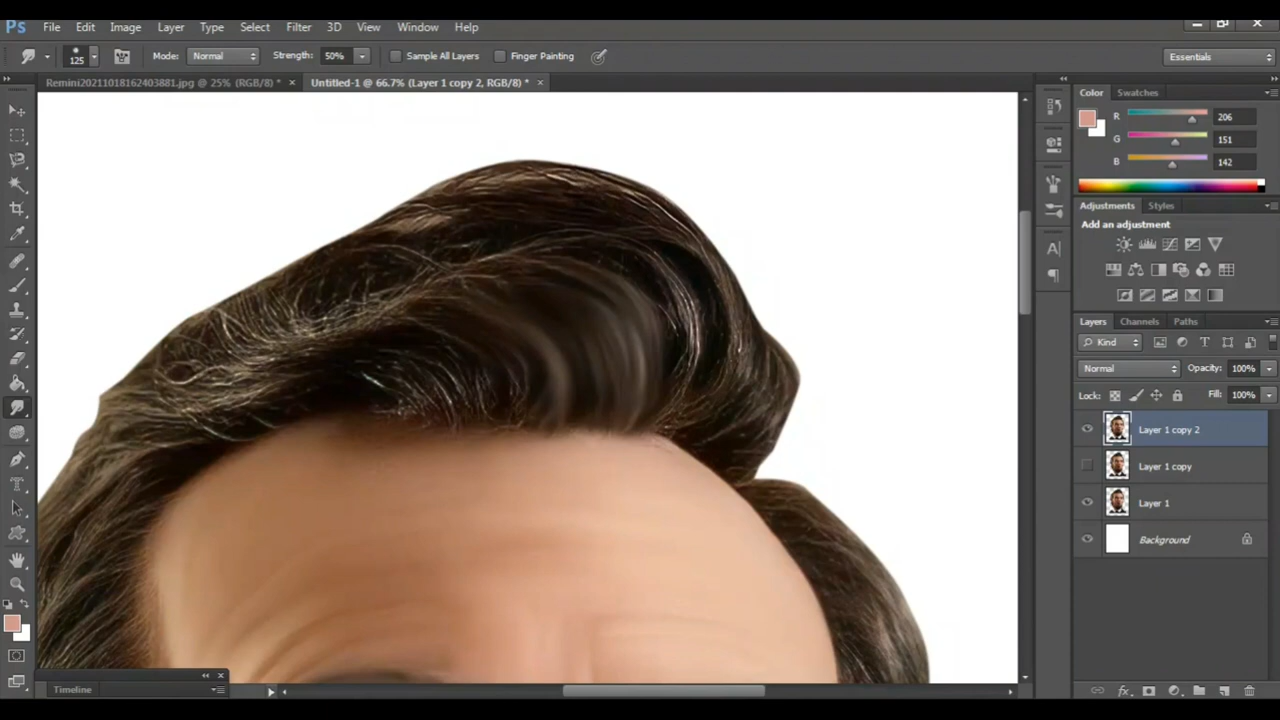 Ps File Edit Image Layer Type Select Filter 3D View Window Help
125 Mode: Normal Strength: 50% Sample All Layers Finger Painting Essentials
Remini20211018162403881.jpg @ 25% (RGB/8) * × Untitled-1 @ 66.7% (Layer 1 copy 2, RGB/8) * ×
Color Swatches
R 206
G 151
B 142
Adjustments Styles
Add an adjustment
Layers Channels Paths
Kind
Normal Opacity: 100%
Lock: Fill: 100%
Layer 1 copy 2
Layer 1 copy
Layer 1
Background
Timeline